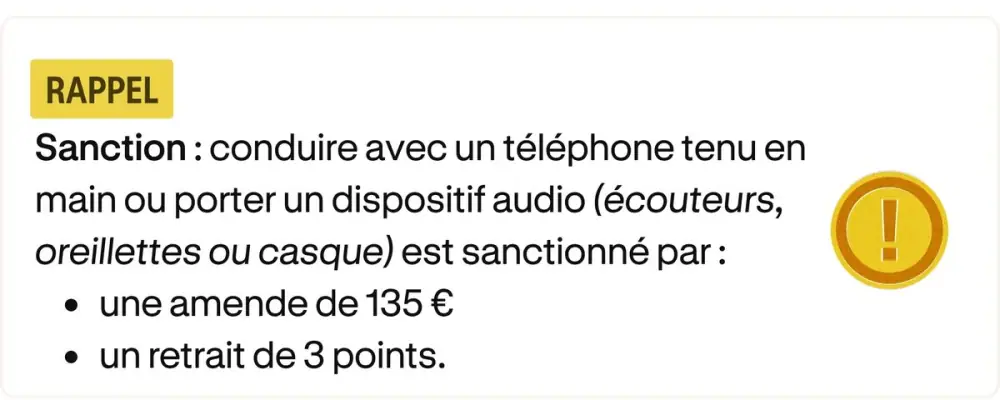 RAPPEL
Sanction : conduire avec un téléphone tenu en
main ou porter un dispositif audio (écouteurs,
oreillettes ou casque) est sanctionné par :
• une amende de 135 €
• un retrait de 3 points.
!